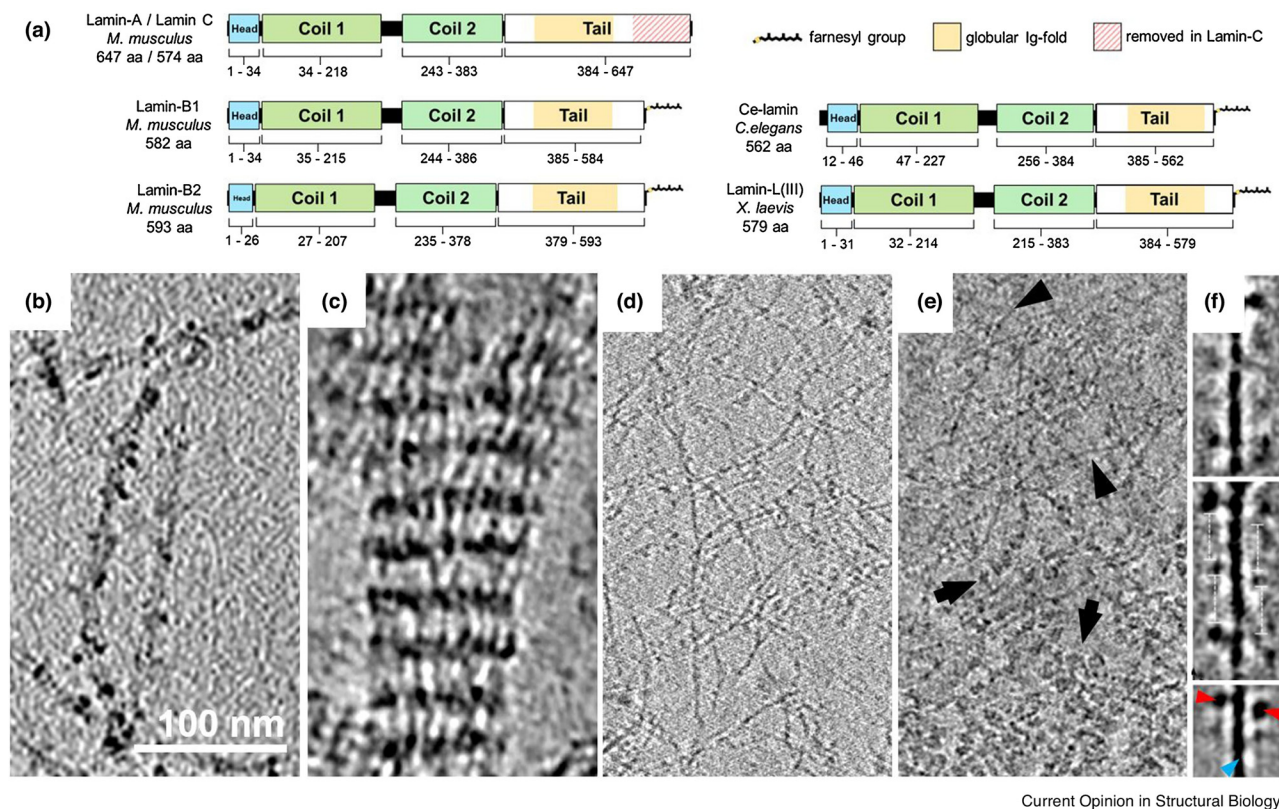 (a)
Lamin-A / Lamin C
M. musculus
647 aa / 574 aa
Head
Coil 1
Coil 2
Tail
1 - 34
34 - 218
243 - 383
384 - 647
farnesyl group
globular Ig-fold
removed in Lamin-C
Lamin-B1
M. musculus
582 aa
Head
Coil 1
Coil 2
Tail
1 - 34
35 - 215
244 - 386
385 - 584
Ce-lamin
C.elegans
562 aa
Head
Coil 1
Coil 2
Tail
12 - 46
47 - 227
256 - 384
385 - 562
Lamin-B2
M. musculus
593 aa
Head
Coil 1
Coil 2
Tail
1 - 26
27 - 207
235 - 378
379 - 593
Lamin-L(III)
X. laevis
579 aa
Head
Coil 1
Coil 2
Tail
1 - 31
32 - 214
215 - 383
384 - 579
(b)
(c)
(d)
(e)
(f)
100 nm
Current Opinion in Structural Biology